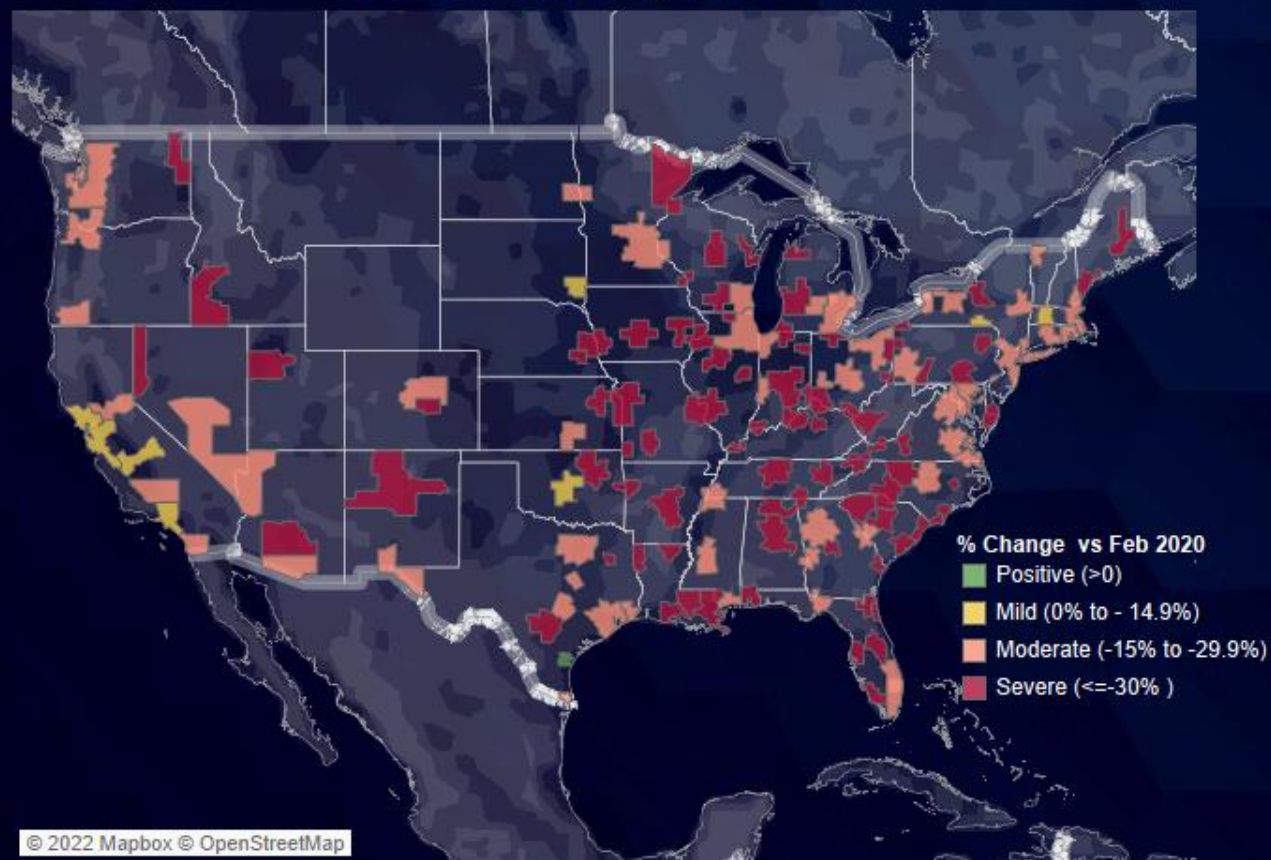 % Change vs Feb 2020
Positive (>0)
Mild (0% to - 14.9%)
Moderate (-15% to -29.9%)
Severe (<=-30% )
© 2022 Mapbox © OpenStreetMap